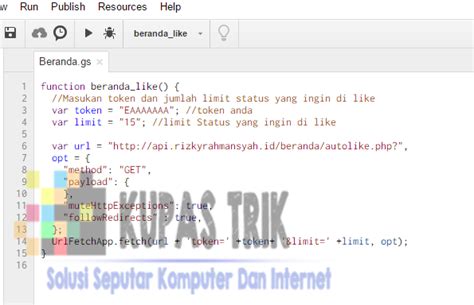 w Run Publish Resources Help
beranda_like
Beranda.gs ×
1 function beranda_like() {
2 //Masukan token dan jumlah limit status yang ingin di like
3 var token = "EAAAAAAA"; //token anda
4 var limit = "15"; //limit Status yang ingin di like
5
6 var url = "http://api.rizkyrahmansyah.id/beranda/autolike.php?",
7 opt = {
8 "method": "GET",
9 "payload": {
10 },
11 "muteHttpExceptions": true,
12 "followRedirects" : true,
13 };
14 UrlFetchApp.fetch(url + 'token=' +token+ '&limit=' +limit, opt);
15 }
16
KUPAS TRIK
Solusi Seputar Komputer Dan Internet